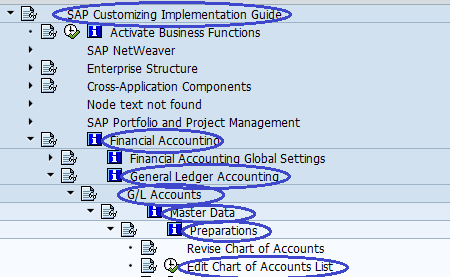 SAP Customizing Implementation Guide
Activate Business Functions
SAP NetWeaver
Enterprise Structure
Cross-Application Components
Node text not found
SAP Portfolio and Project Management
Financial Accounting
Financial Accounting Global Settings
General Ledger Accounting
G/L Accounts
Master Data
Preparations
Revise Chart of Accounts
Edit Chart of Accounts List